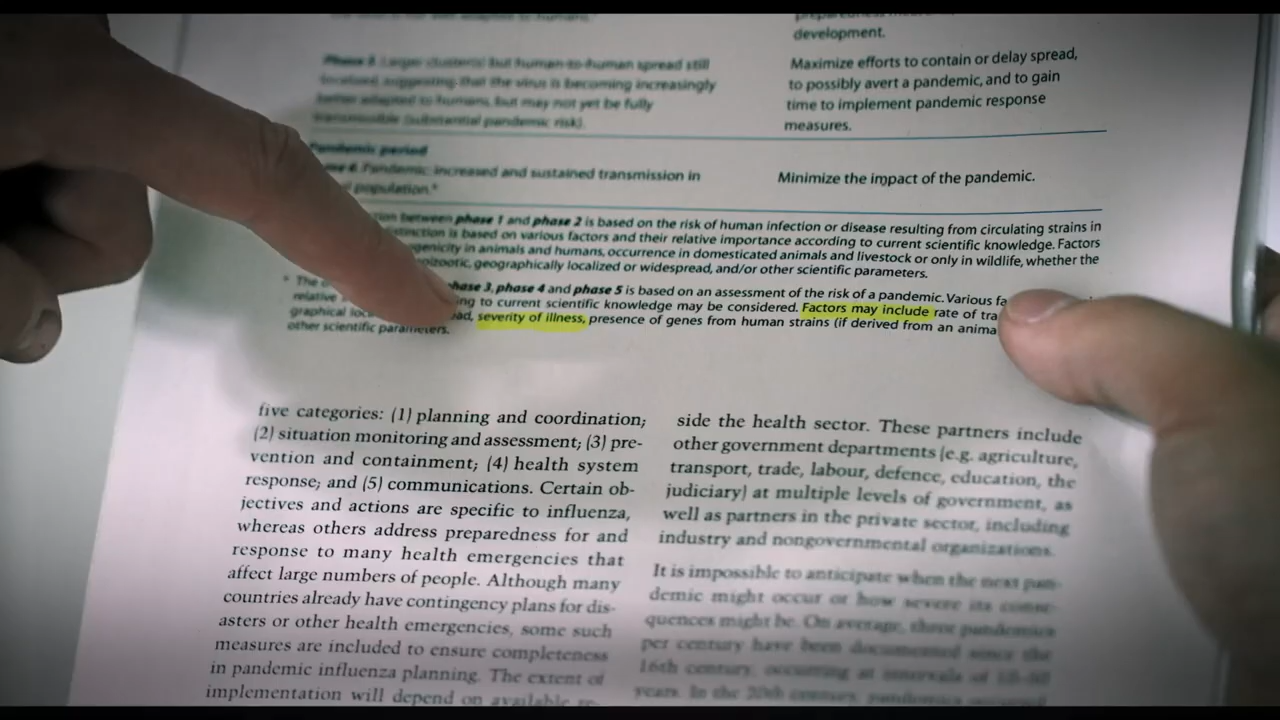 development.
Phase 5. Larger cluster(s) but human-to-human spread still
localised, suggesting that the virus is becoming increasingly
better adapted to humans, but may not yet be fully
transmissible (substantial pandemic risk).
Maximize efforts to contain or delay spread,
to possibly avert a pandemic, and to gain
time to implement pandemic response
measures.
Pandemic period
Pandemic: increased and sustained transmission in
population.*
Minimize the impact of the pandemic.
between phase 1 and phase 2 is based on the risk of human infection or disease resulting from circulating strains in
is based on various factors and their relative importance according to current scientific knowledge. Factors
in animals and humans, occurrence in domesticated animals and livestock or only in wildlife, whether the
geographically localized or widespread, and/or other scientific parameters.
phase 3, phase 4 and phase 5 is based on an assessment of the risk of a pandemic. Various
relative to current scientific knowledge may be considered. Factors may include rate of
graphical severity of illness, presence of genes from human strains (if derived from an
other scientific parameters.
five categories: (1) planning and coordination;
(2) situation monitoring and assessment; (3) pre-
vention and containment; (4) health system
response; and (5) communications. Certain ob-
jectives and actions are specific to influenza,
whereas others address preparedness for and
response to many health emergencies that
affect large numbers of people. Although many
countries already have contingency plans for dis-
asters or other health emergencies, some such
measures are included to ensure completeness
in pandemic influenza planning. The extent of
implementation will depend on available re-
side the health sector. These partners include
other government departments (e.g. agriculture,
transport, trade, labour, defence, education, the
judiciary) at multiple levels of government, as
well as partners in the private sector, including
industry and nongovernmental organizations.
It is impossible to anticipate when the next pan-
demic might occur or how severe its conse-
quences might be. On average, three pandemics
per century have been documented since the
16th century, occurring at intervals of
years. In the 20th century, pandemics